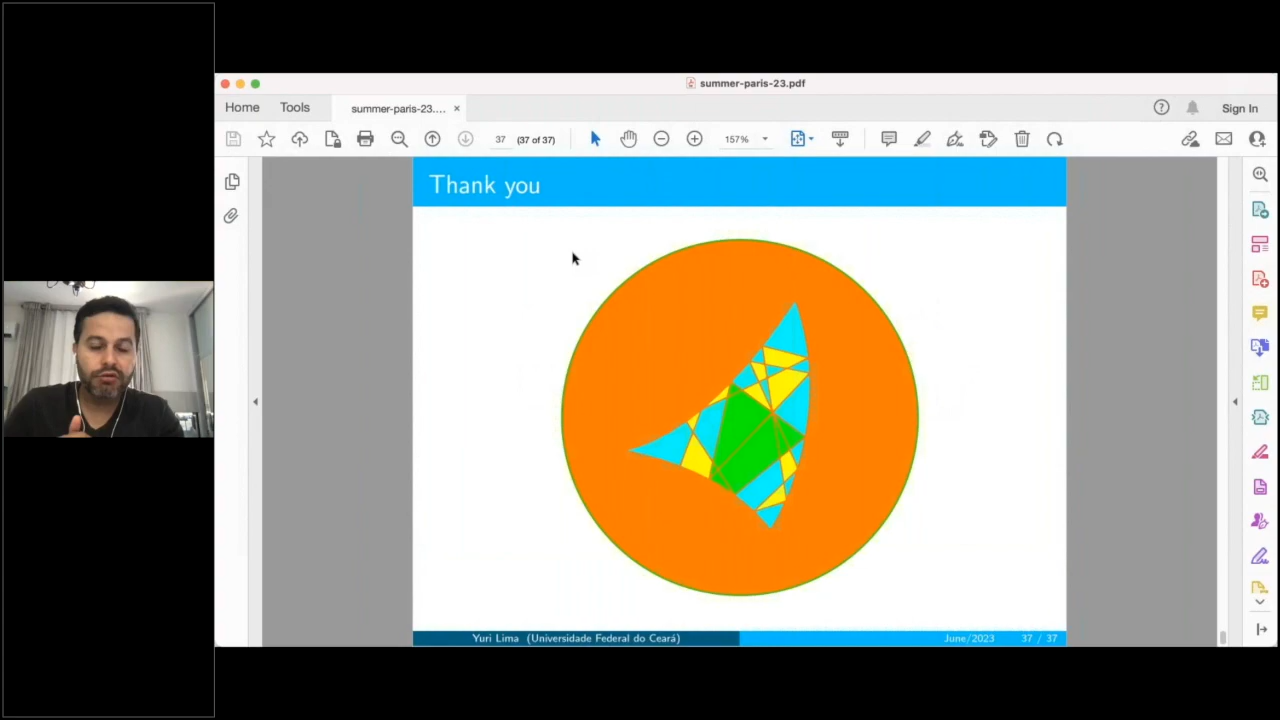 summer-paris-23.pdf
Home Tools summer-paris-23.... × Sign In
37 (37 of 37) 157%
Thank you
Yuri Lima (Universidade Federal do Ceará) June/2023 37 / 37